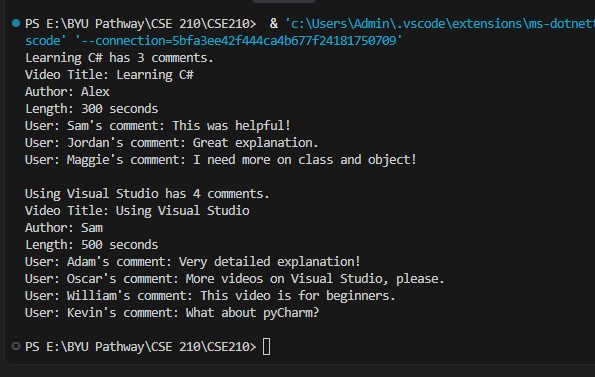 PS E:\BYU Pathway\CSE 210\CSE210>  & 'c:\Users\Admin\.vscode\extensions\ms-dotnett
scode' '--connection=5bfa3ee42f444ca4b677f24181750709'
Learning C# has 3 comments.
Video Title: Learning C#
Author: Alex
Length: 300 seconds
User: Sam's comment: This was helpful!
User: Jordan's comment: Great explanation.
User: Maggie's comment: I need more on class and object!

Using Visual Studio has 4 comments.
Video Title: Using Visual Studio
Author: Sam
Length: 500 seconds
User: Adam's comment: Very detailed explanation!
User: Oscar's comment: More videos on Visual Studio, please.
User: William's comment: This video is for beginners.
User: Kevin's comment: What about pyCharm?

PS E:\BYU Pathway\CSE 210\CSE210>